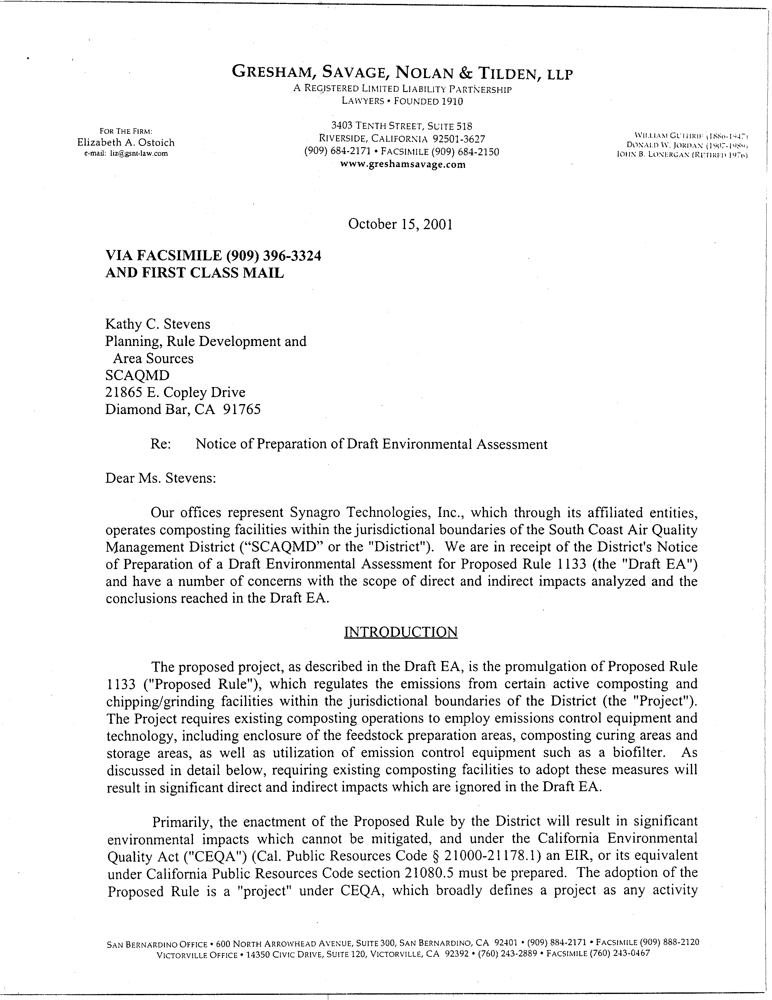 GRESHAM, SAVAGE, NOLAN & TILDEN, LLP
A REGISTERED LIMITED LIABILITY PARTNERSHIP
LAWYERS • FOUNDED 1910
FOR THE FIRM:
Elizabeth A. Ostoich
e-mail: liz@gsnt-law.com
3403 TENTH STREET, SUITE 518
RIVERSIDE, CALIFORNIA 92501-3627
(909) 684-2171 • FACSIMILE (909) 684-2150
www.greshamsavage.com
WILLIAM GUTHRIE (1886-1947)
DONALD W. JORDAN (1907-1989)
JOHN B. LONERGAN (RETIRED 1976)
October 15, 2001
VIA FACSIMILE (909) 396-3324
AND FIRST CLASS MAIL
Kathy C. Stevens
Planning, Rule Development and
Area Sources
SCAQMD
21865 E. Copley Drive
Diamond Bar, CA 91765
Re: Notice of Preparation of Draft Environmental Assessment
Dear Ms. Stevens:
Our offices represent Synagro Technologies, Inc., which through its affiliated entities,
operates composting facilities within the jurisdictional boundaries of the South Coast Air Quality
Management District (“SCAQMD” or the "District"). We are in receipt of the District's Notice
of Preparation of a Draft Environmental Assessment for Proposed Rule 1133 (the "Draft EA")
and have a number of concerns with the scope of direct and indirect impacts analyzed and the
conclusions reached in the Draft EA.
INTRODUCTION
The proposed project, as described in the Draft EA, is the promulgation of Proposed Rule
1133 ("Proposed Rule"), which regulates the emissions from certain active composting and
chipping/grinding facilities within the jurisdictional boundaries of the District (the "Project").
The Project requires existing composting operations to employ emissions control equipment and
technology, including enclosure of the feedstock preparation areas, composting curing areas and
storage areas, as well as utilization of emission control equipment such as a biofilter. As
discussed in detail below, requiring existing composting facilities to adopt these measures will
result in significant direct and indirect impacts which are ignored in the Draft EA.
Primarily, the enactment of the Proposed Rule by the District will result in significant
environmental impacts which cannot be mitigated, and under the California Environmental
Quality Act ("CEQA") (Cal. Public Resources Code § 21000-21178.1) an EIR, or its equivalent
under California Public Resources Code section 21080.5 must be prepared. The adoption of the
Proposed Rule is a "project" under CEQA, which broadly defines a project as any activity
SAN BERNARDINO OFFICE • 600 NORTH ARROWHEAD AVENUE, SUITE 300, SAN BERNARDINO, CA 92401 • (909) 884-2171 • FACSIMILE (909) 888-2120
VICTORVILLE OFFICE • 14350 CIVIC DRIVE, SUITE 120, VICTORVILLE, CA 92392 • (760) 243-2889 • FACSIMILE (760) 243-0467